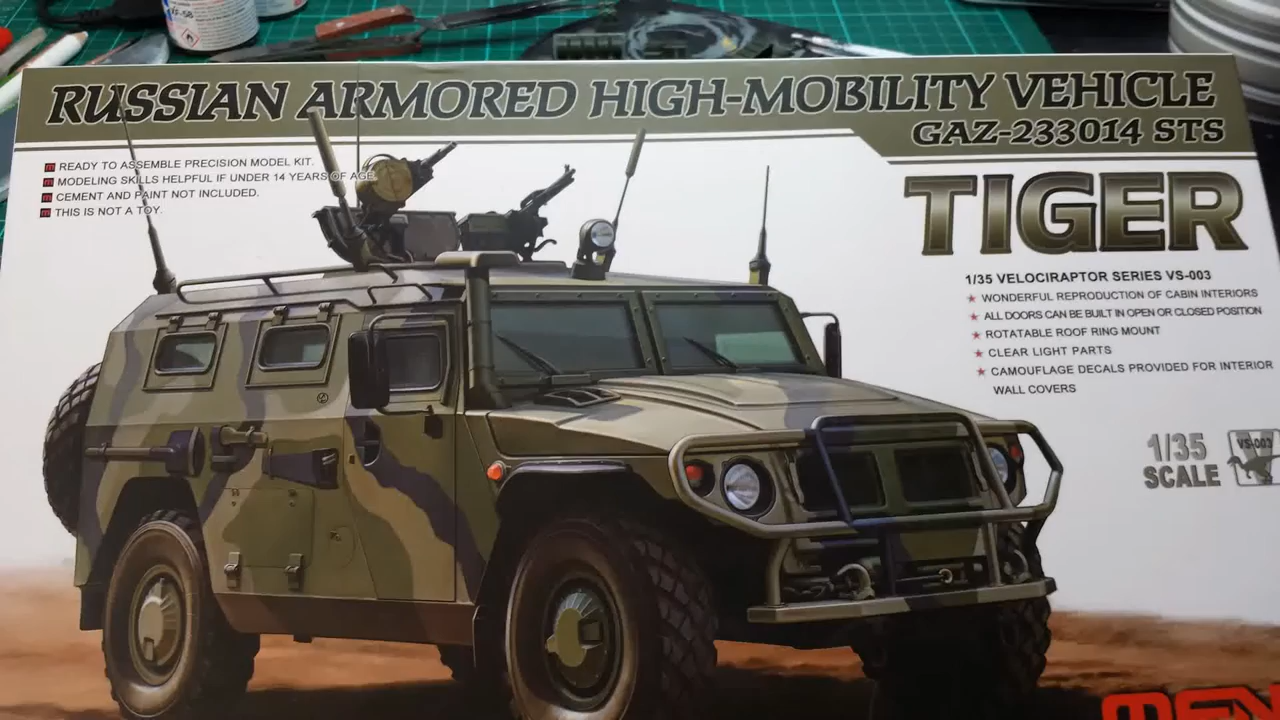 XF-58
RUSSIAN ARMORED HIGH-MOBILITY VEHICLE
GAZ-233014 STS
READY TO ASSEMBLE PRECISION MODEL KIT.
MODELING SKILLS HELPFUL IF UNDER 14 YEARS OF AGE.
CEMENT AND PAINT NOT INCLUDED.
THIS IS NOT A TOY.
TIGER
1/35 VELOCIRAPTOR SERIES VS-003
WONDERFUL REPRODUCTION OF CABIN INTERIORS
ALL DOORS CAN BE BUILT IN OPEN OR CLOSED POSITION
ROTATABLE ROOF RING MOUNT
CLEAR LIGHT PARTS
CAMOUFLAGE DECALS PROVIDED FOR INTERIOR
WALL COVERS
1/35
SCALE
VS-003